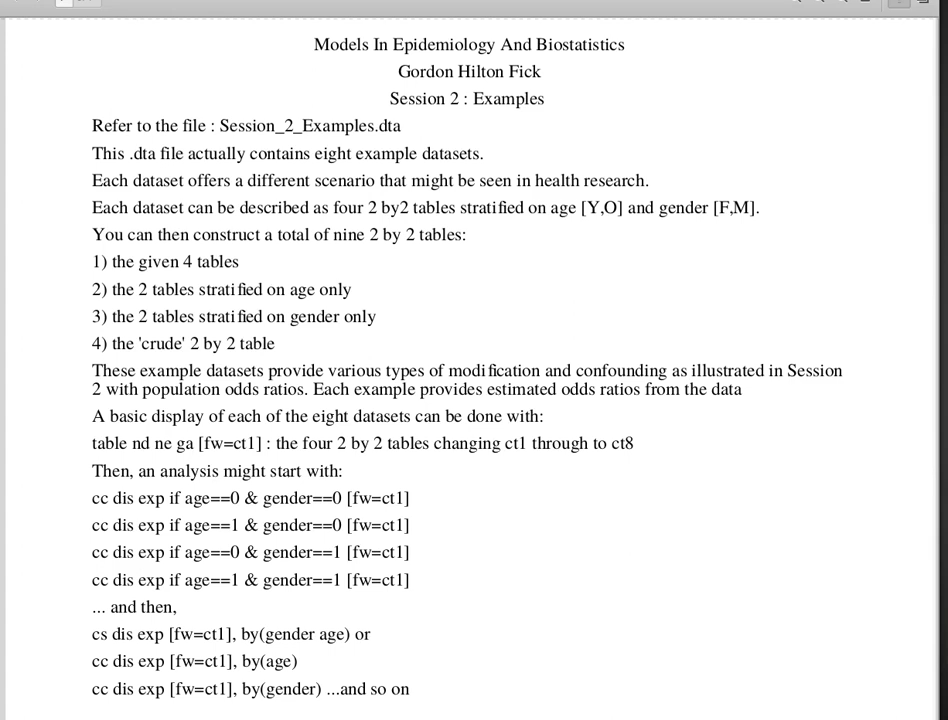 Models In Epidemiology And Biostatistics
Gordon Hilton Fick
Session 2 : Examples
Refer to the file : Session_2_Examples.dta
This .dta file actually contains eight example datasets.
Each dataset offers a different scenario that might be seen in health research.
Each dataset can be described as four 2 by2 tables stratified on age [Y,O] and gender [F,M].
You can then construct a total of nine 2 by 2 tables:
1) the given 4 tables
2) the 2 tables stratified on age only
3) the 2 tables stratified on gender only
4) the 'crude' 2 by 2 table
These example datasets provide various types of modification and confounding as illustrated in Session
2 with population odds ratios. Each example provides estimated odds ratios from the data
A basic display of each of the eight datasets can be done with:
table nd ne ga [fw=ct1] : the four 2 by 2 tables changing ct1 through to ct8
Then, an analysis might start with:
cc dis exp if age==0 & gender==0 [fw=ct1]
cc dis exp if age==1 & gender==0 [fw=ct1]
cc dis exp if age==0 & gender==1 [fw=ct1]
cc dis exp if age==1 & gender==1 [fw=ct1]
... and then,
cs dis exp [fw=ct1], by(gender age) or
cc dis exp [fw=ct1], by(age)
cc dis exp [fw=ct1], by(gender) ...and so on